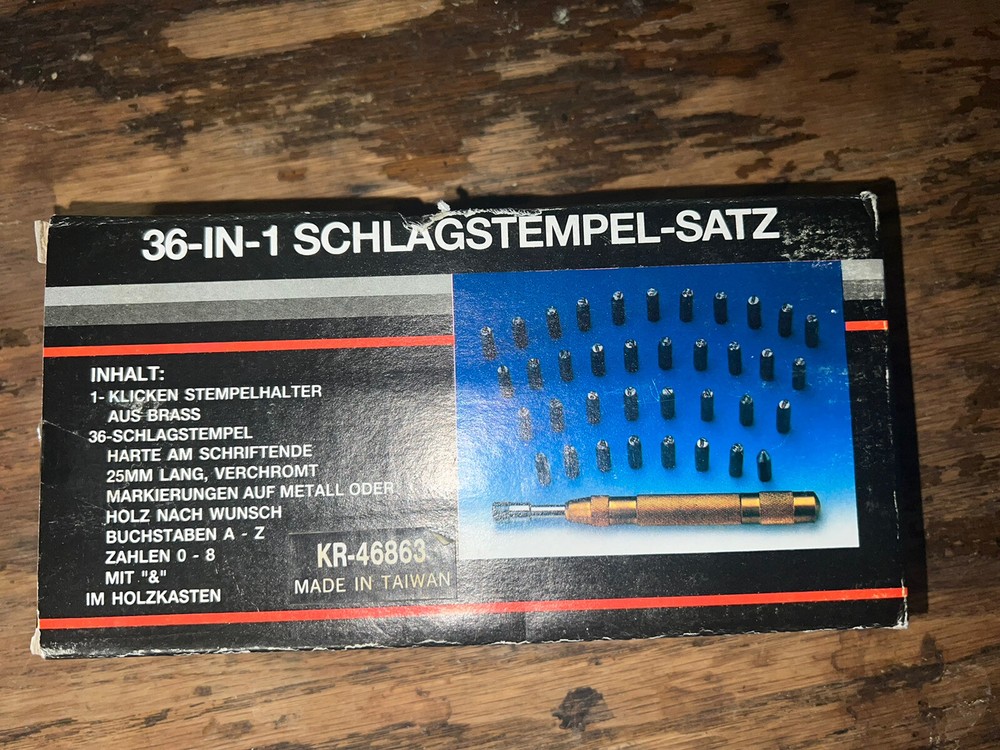 36-IN-1 SCHLAGSTEMPEL-SATZ
INHALT:
1- KLICKEN STEMPELHALTER
AUS BRASS
36-SCHLAGSTEMPEL
HARTE AM SCHRIFTENDE
25MM LANG, VERCHROMT
MARKIERUNGEN AUF METALL ODER
HOLZ NACH WUNSCH
BUCHSTABEN A - Z
ZAHLEN 0 - 8
MIT "&"
IM HOLZKASTEN
KR-46863
MADE IN TAIWAN